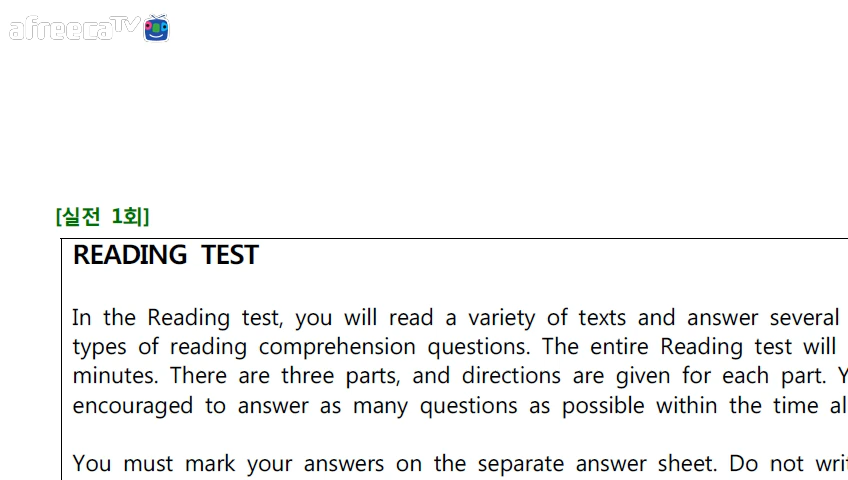 afreecaTV
[실전 1회]
READING TEST
In the Reading test, you will read a variety of texts and answer several
types of reading comprehension questions. The entire Reading test will
minutes. There are three parts, and directions are given for each part.
encouraged to answer as many questions as possible within the time
You must mark your answers on the separate answer sheet. Do not